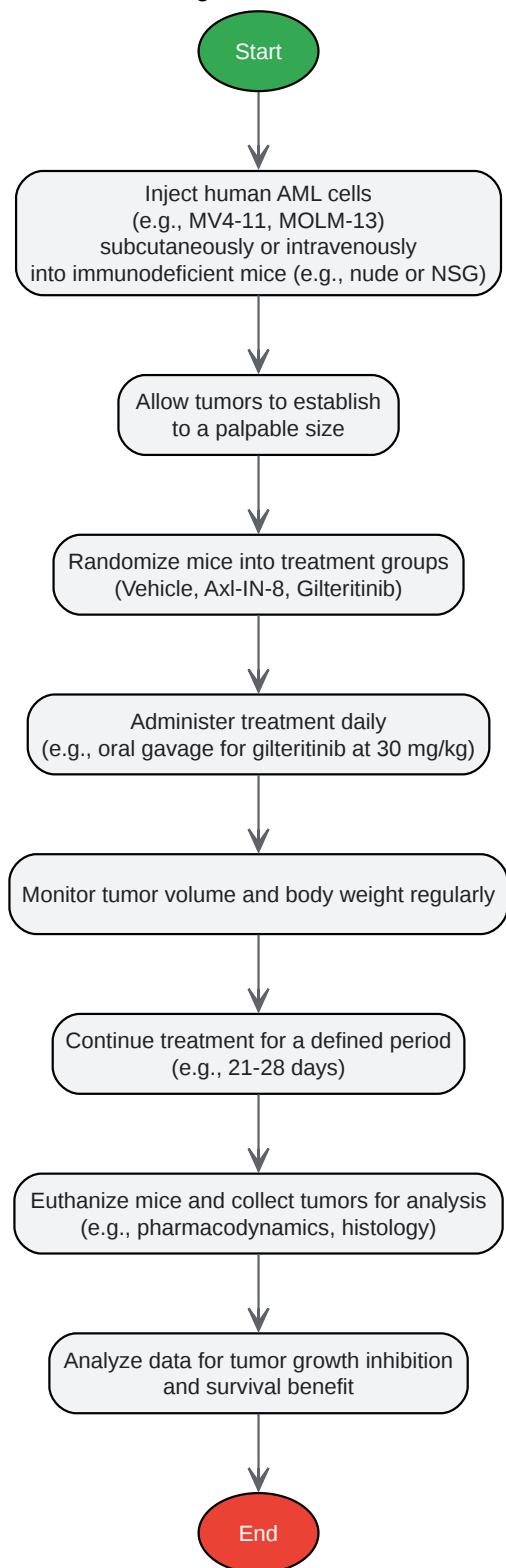 Start
Inject human AML cells
(e.g., MV4-11, MOLM-13)
subcutaneously or intravenously
into immunodeficient mice (e.g., nude or NSG)
Allow tumors to establish
to a palpable size
Randomize mice into treatment groups
(Vehicle, Axl-IN-8, Gilteritinib)
Administer treatment daily
(e.g., oral gavage for gilteritinib at 30 mg/kg)
Monitor tumor volume and body weight regularly
Continue treatment for a defined period
(e.g., 21-28 days)
Euthanize mice and collect tumors for analysis
(e.g., pharmacodynamics, histology)
Analyze data for tumor growth inhibition
and survival benefit
End